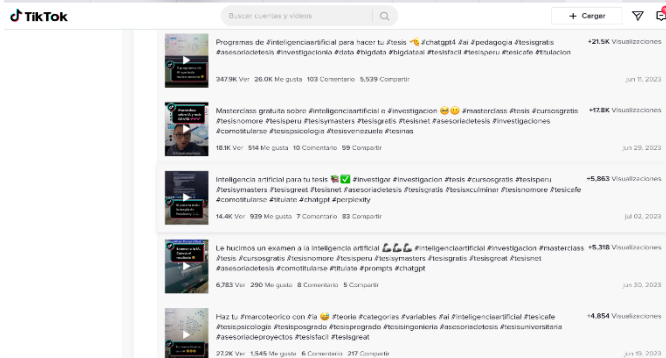 TikTok
Buscar cuentas y videos
+ Cargar
Programas de #inteligenciaartificial para hacer tu #tesis #chatgpt4 #ai #pedagogia #tesisgratis +21.5K Visualizaciones
#asesoriadetesis #investigacionia #data #bigdata #bigdataai #tesisfacil #tesisperu #tesicafe #titulacion
347.9K Ver 26.0K Me gusta 103 Comentario 5,539 Compartir jun 11, 2023
Masterclass gratuita sobre #inteligenciaartificial e #investigacion #masterclass #tesis #cursosgratis +17.8K Visualizaciones
#tesisnomore #tesisperu #tesisymasters #tesisgratis #tesisnet #asesoriadetesis #investigaciones
#comotitularse #tesispsicologia #tesisvenezuela #tesinas
18.1K Ver 514 Me gusta 10 Comentario 59 Compartir jun 29, 2023
Inteligencia artificial para tu tesis #investigar #investigacion #tesis #cursosgratis #tesisperu +5,863 Visualizaciones
#tesisymasters #tesisgreat #tesisnet #asesoriadetesis #tesisgratis #tesisxculminar #tesisnomore #tesicafe
#comotitularse #titulate #chatgpt #perplexity
14.4K Ver 939 Me gusta 7 Comentario 83 Compartir jul 02, 2023
Le hucimos un examen a la inteligencia artificial #inteligenciaartificial #investigacion #masterclass +5,318 Visualizaciones
#tesis #cursosgratis #tesisnomore #tesisperu #tesisymasters #tesisgratis #tesisgreat #tesisnet
#asesoriadetesis #comotitularse #titulate #prompts #chatgpt
6,783 Ver 290 Me gusta 8 Comentario 5 Compartir jun 30, 2023
Haz tu #marcoteorico con #ia #teoria #categorias #variables #ai #inteligenciaartificial #tesicafe +4,854 Visualizaciones
#tesispsicologia #tesisposgrado #tesisprogrado #tesisingonieria #asesoriadetesis #tesisuniversitaria
#asesoriadeproyectos #tesisfacil #tesisgreat
27.2K Ver 1,545 Me gusta 6 Comentario 217 Compartir jun 19, 2023